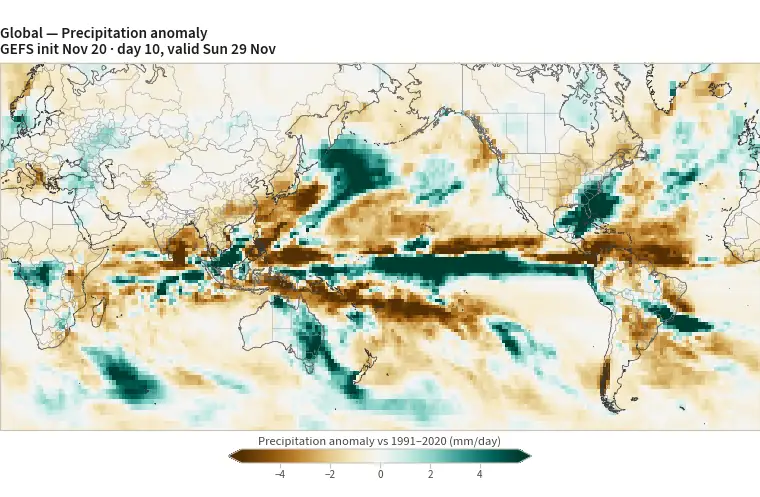 Global — Precipitation anomaly
GEFS init Nov 20 · day 10, valid Sun 29 Nov
Precipitation anomaly vs 1991–2020 (mm/day)
−4 −2 0 2 4